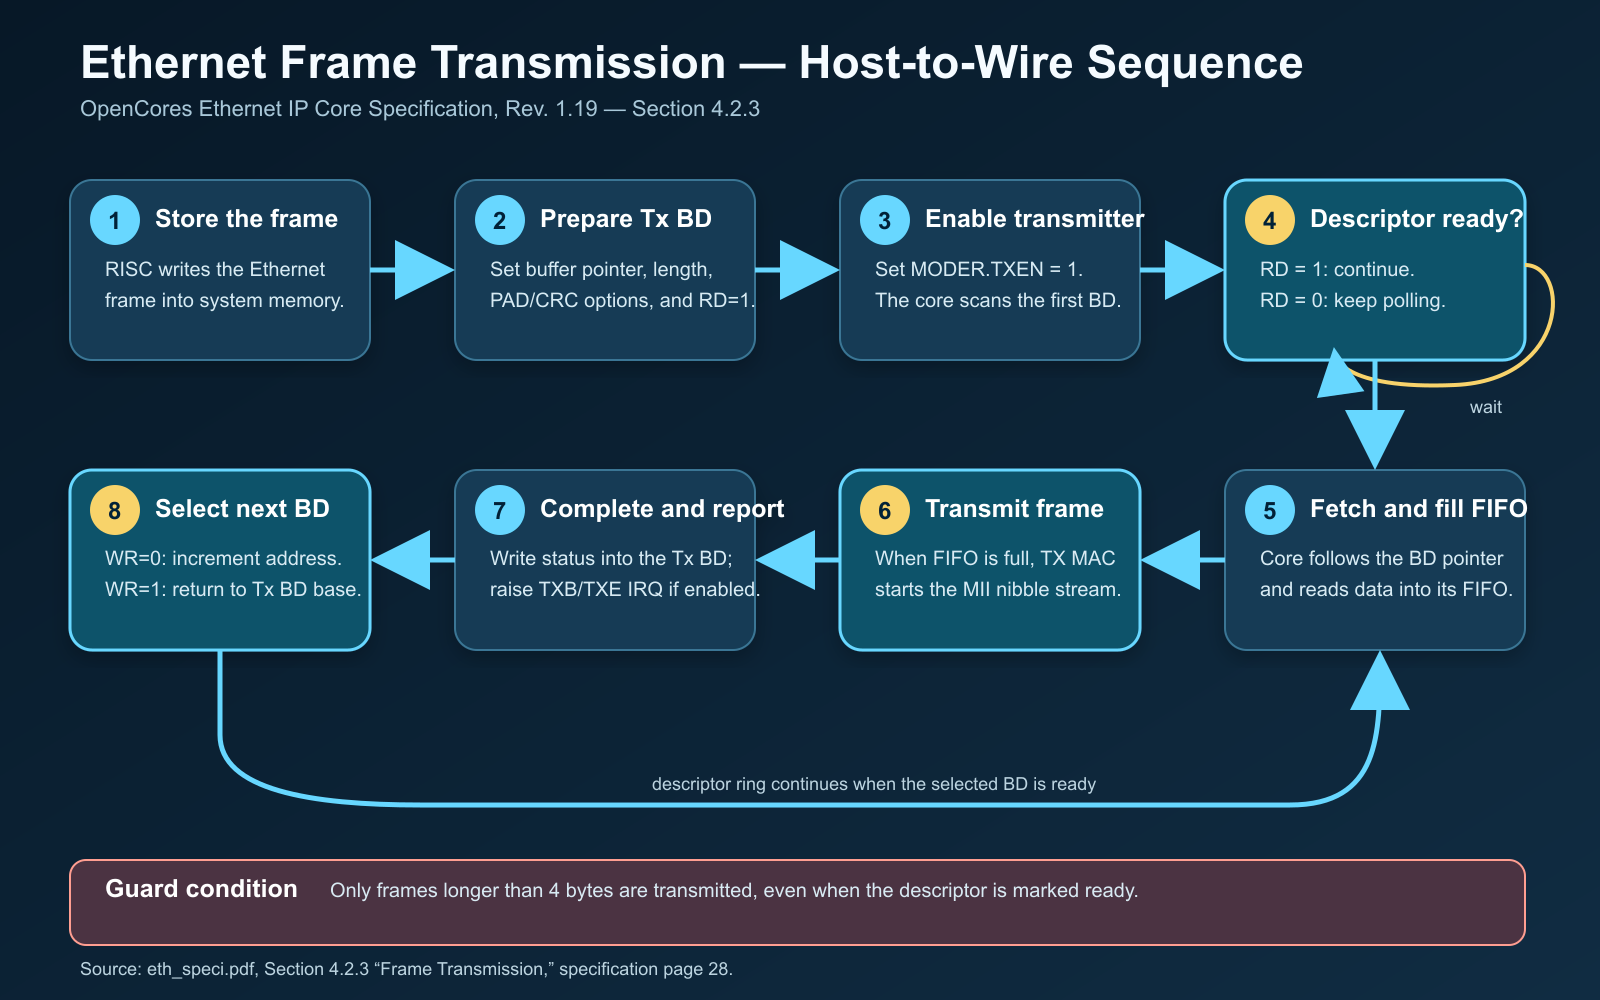 Ethernet Frame Transmission — Host-to-Wire Sequence
OpenCores Ethernet IP Core Specification, Rev. 1.19 — Section 4.2.3
1
Store the frame
RISC writes the Ethernet
frame into system memory.
2
Prepare Tx BD
Set buffer pointer, length,
PAD/CRC options, and RD=1.
3
Enable transmitter
Set MODER.TXEN = 1.
The core scans the first BD.
4
Descriptor ready?
RD = 1: continue.
RD = 0: keep polling.
wait
5
Fetch and fill FIFO
Core follows the BD pointer
and reads data into its FIFO.
6
Transmit frame
When FIFO is full, TX MAC
starts the MII nibble stream.
7
Complete and report
Write status into the Tx BD;
raise TXB/TXE IRQ if enabled.
8
Select next BD
WR=0: increment address.
WR=1: return to Tx BD base.
descriptor ring continues when the selected BD is ready
Guard condition
Only frames longer than 4 bytes are transmitted, even when the descriptor is marked ready.
Source: eth_speci.pdf, Section 4.2.3 “Frame Transmission,” specification page 28.